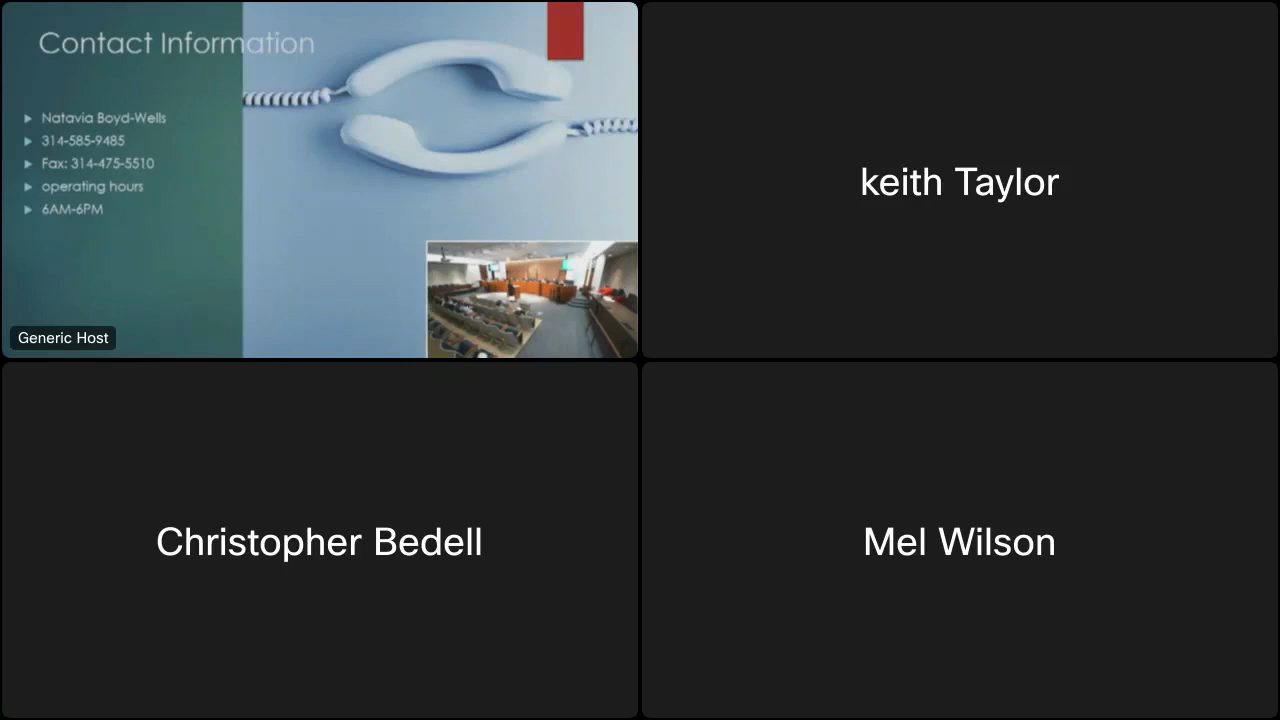 Contact Information
Natavia Boyd-Wells
314-585-9485
Fax: 314-475-5510
operating hours
6AM-6PM
Generic Host
keith Taylor
Christopher Bedell
Mel Wilson